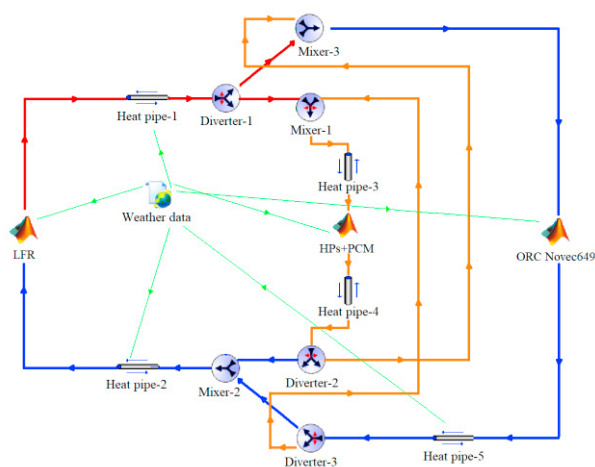 Mixer-3
Heat pipe-1
Diverter-1
Mixer-1
Heat pipe-3
Weather data
LFR
HPs+PCM
ORC Novec649
Heat pipe-4
Heat pipe-2
Mixer-2
Diverter-2
Diverter-3
Heat pipe-5